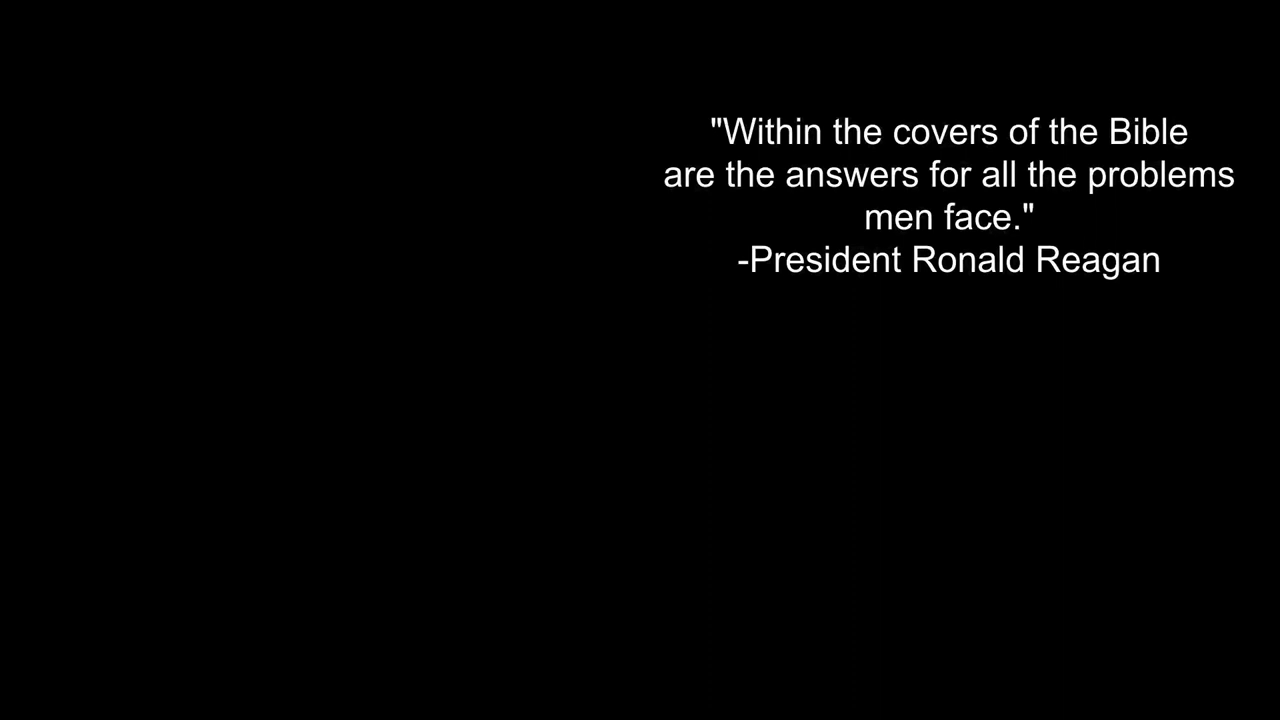 "Within the covers of the Bible
are the answers for all the problems
men face."
-President Ronald Reagan